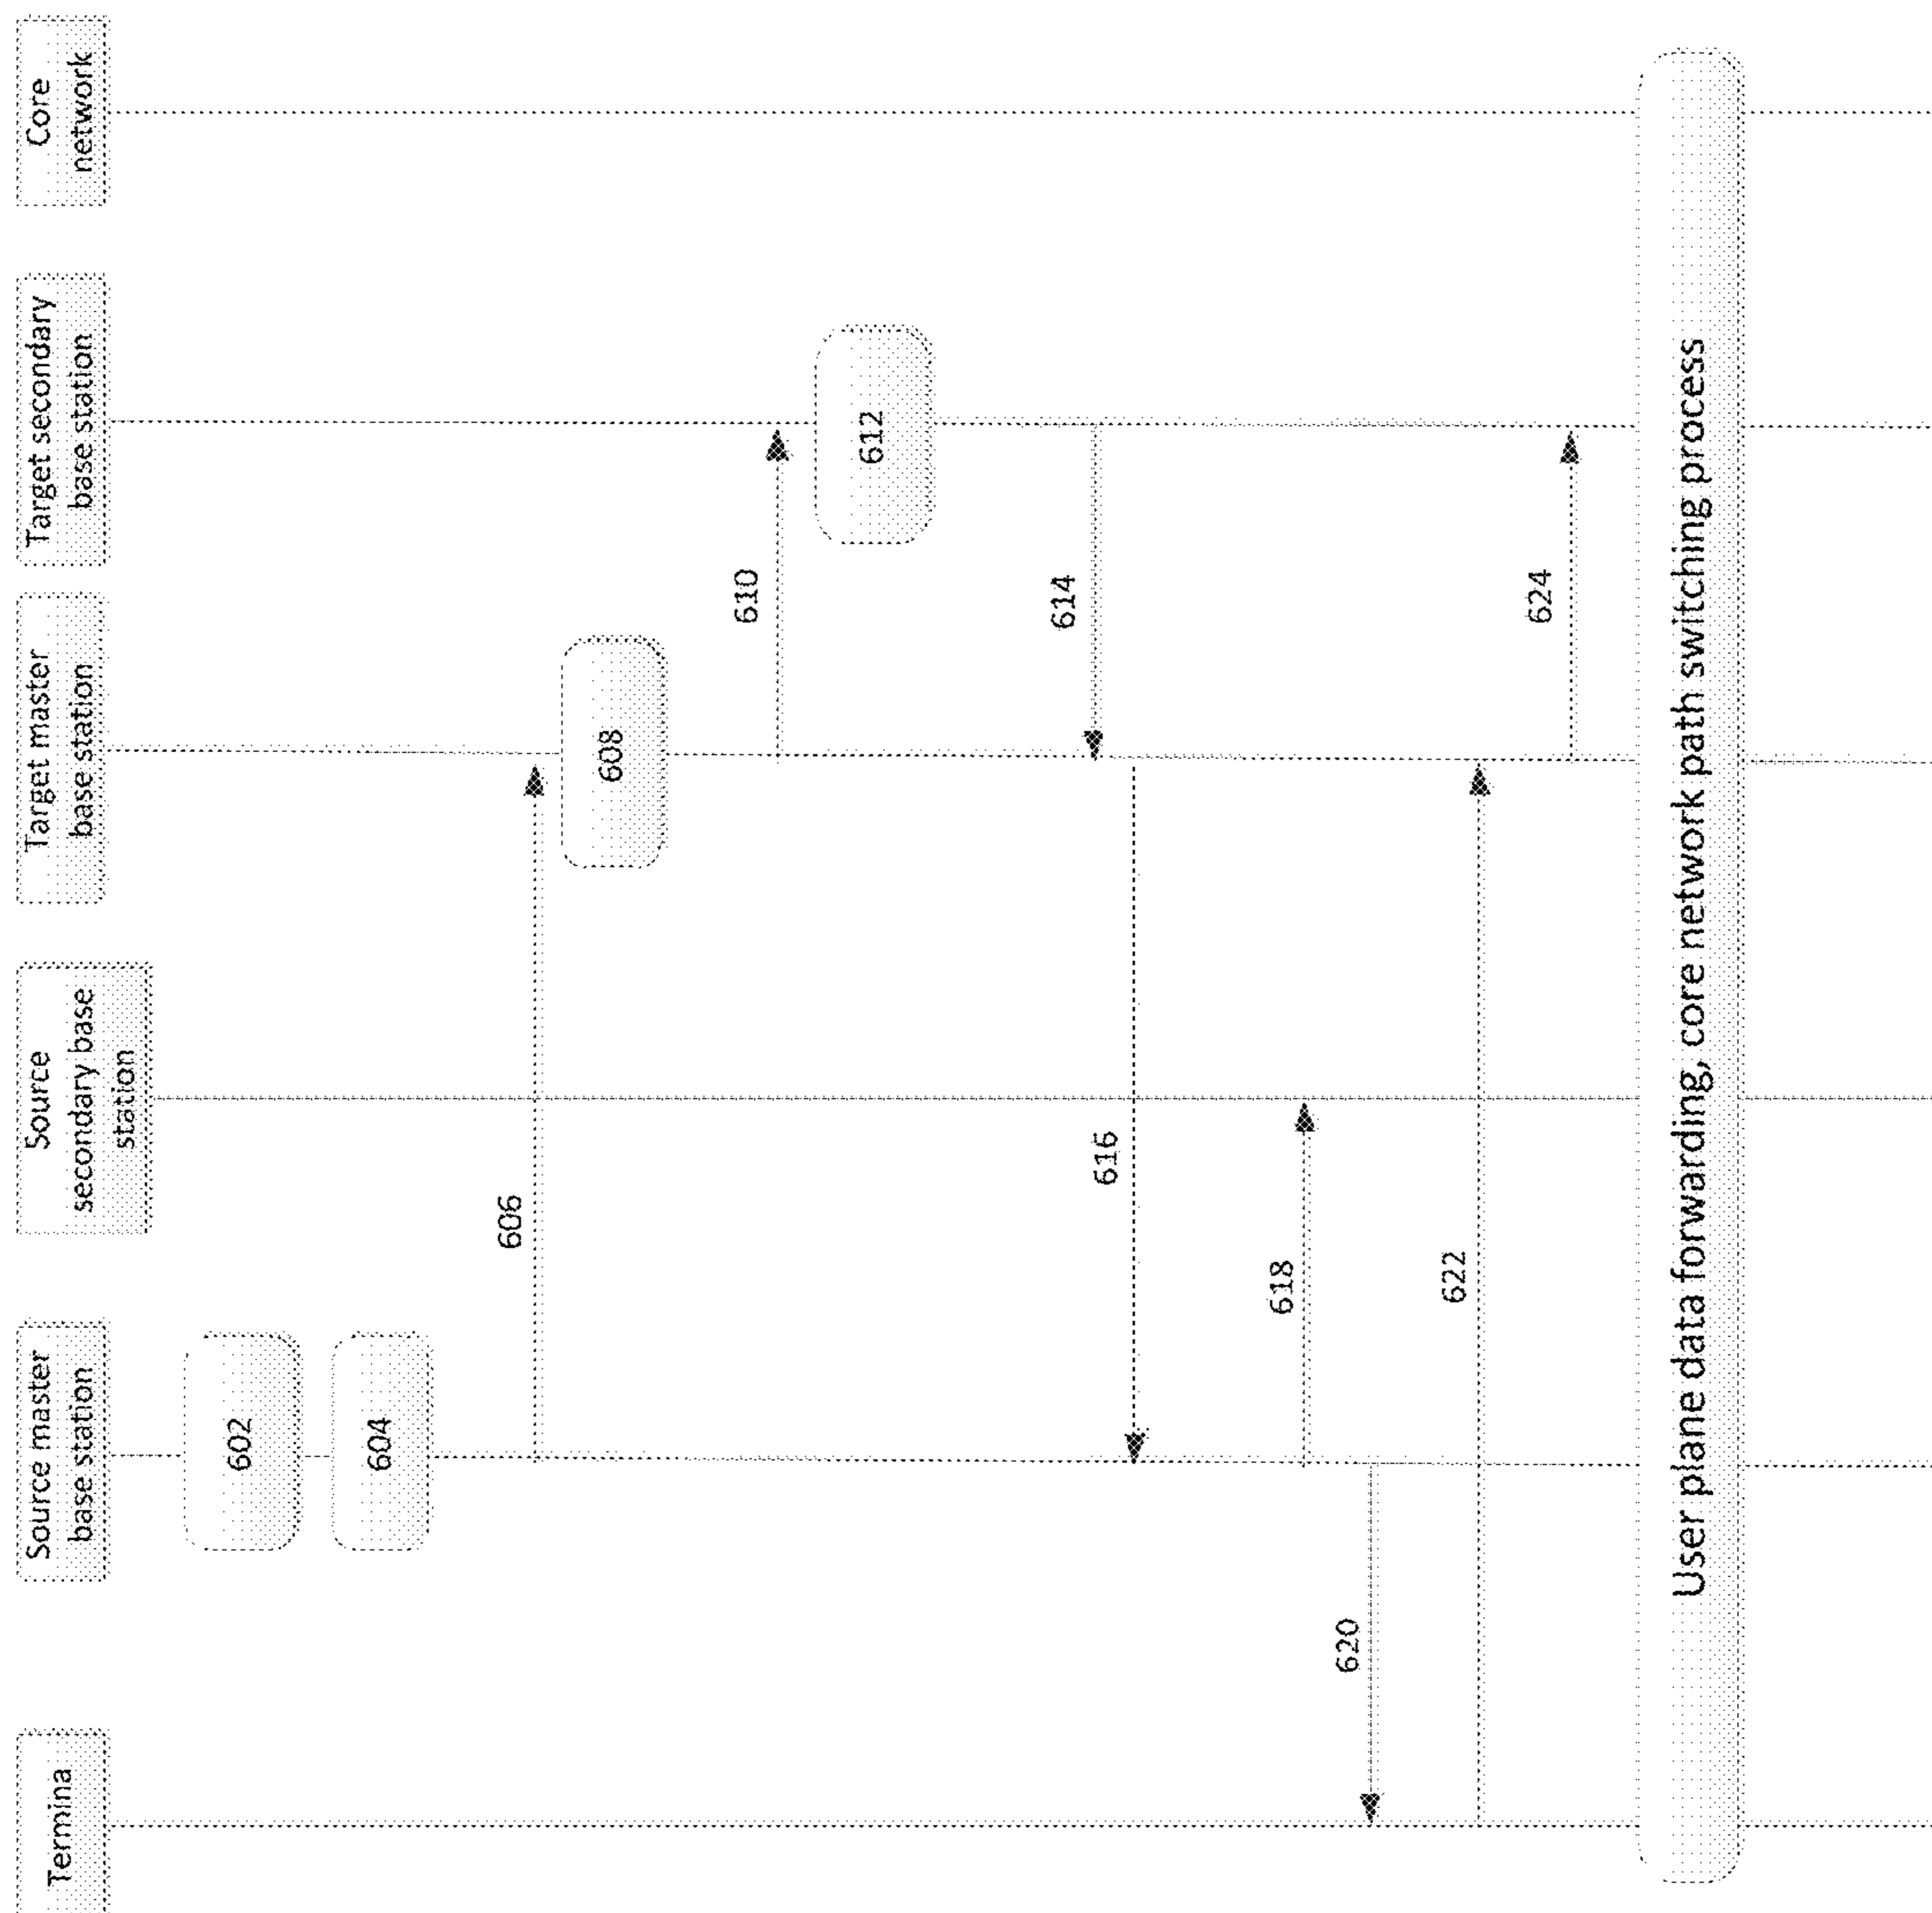 Termina
Source master
base station
Source
secondary base
station
Target master
base station
Target secondary
base station
Core
network
602
604
606
608
610
612
614
616
618
620
622
624
User plane data forwarding, core network path switching process